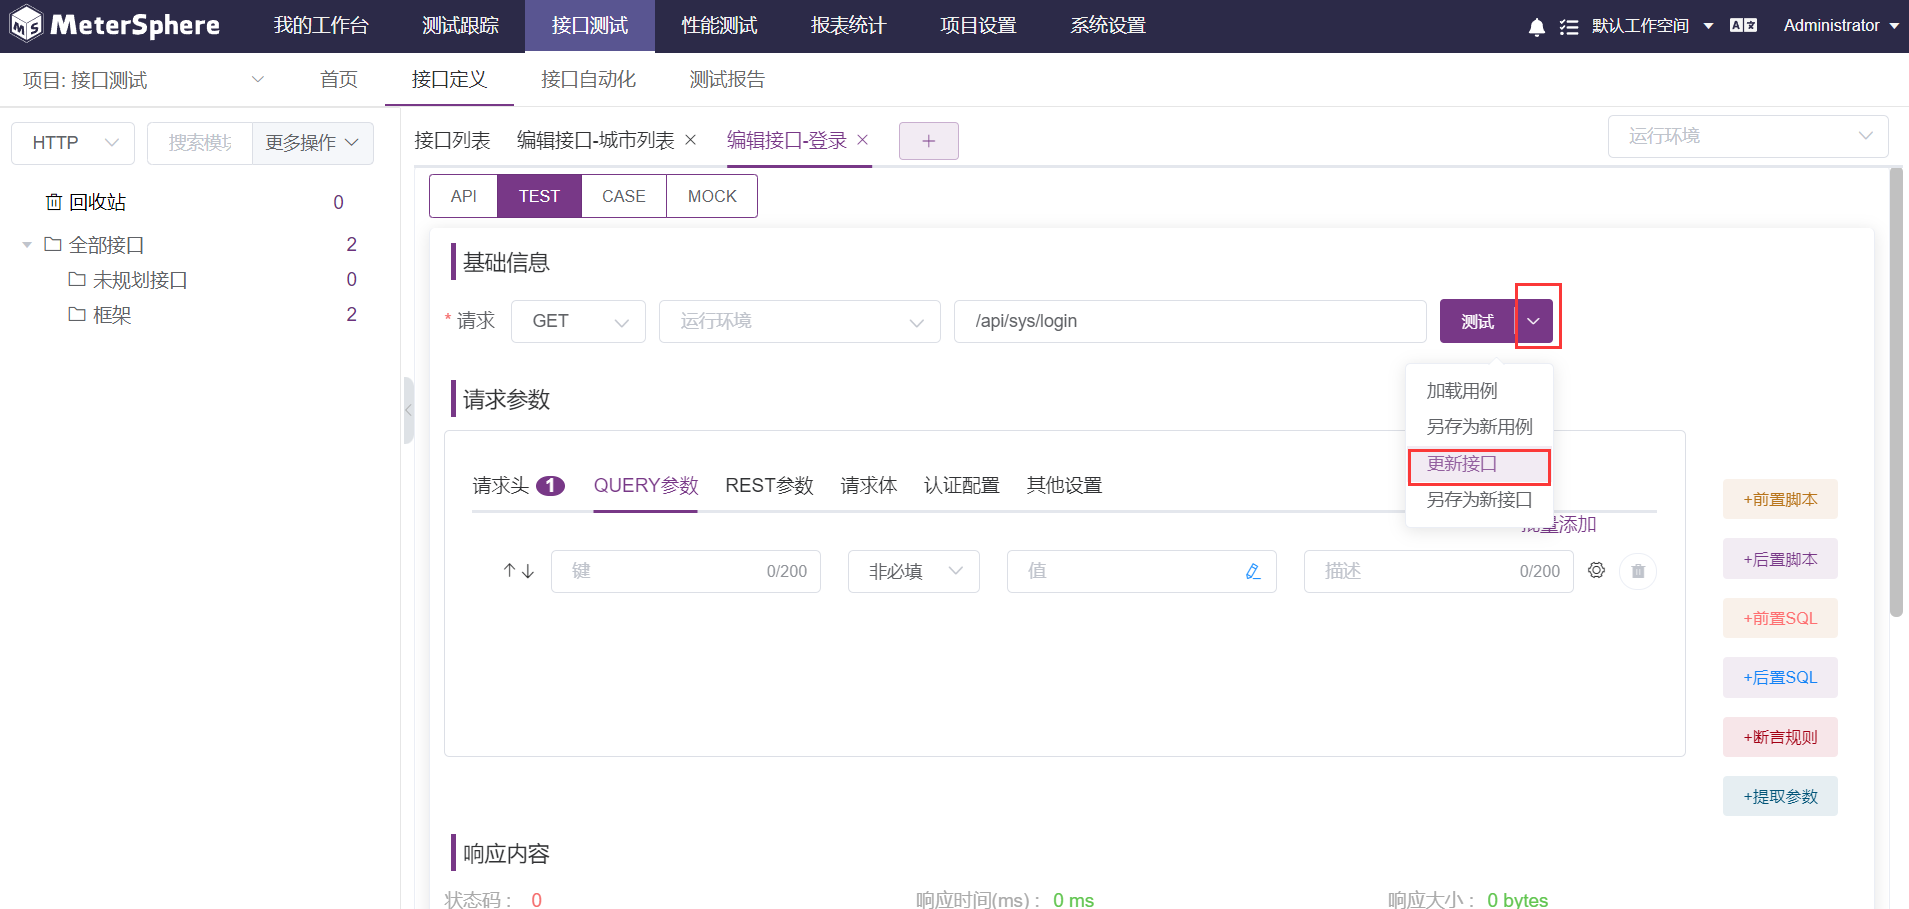 MeterSphere 我的工作台 测试跟踪 接口测试 性能测试 报表统计 项目设置 系统设置 默认工作空间 Administrator
项目: 接口测试 首页 接口定义 接口自动化 测试报告
HTTP 搜索模块 更多操作
接口列表 编辑接口-城市列表 编辑接口-登录 +
运行环境
API TEST CASE MOCK
回收站 0
全部接口 2
未规划接口 0
框架 2
基础信息
* 请求 GET 运行环境 /api/sys/login 测试
加载用例
另存为新用例
更新接口
另存为新接口
请求参数
请求头 1 QUERY参数 REST参数 请求体 认证配置 其他设置
批量添加
键 0/200 非必填 值 描述 0/200
+前置脚本
+后置脚本
+前置SQL
+后置SQL
+断言规则
+提取参数
响应内容
状态码 : 0 响应时间(ms) : 0 ms 响应大小 : 0 bytes